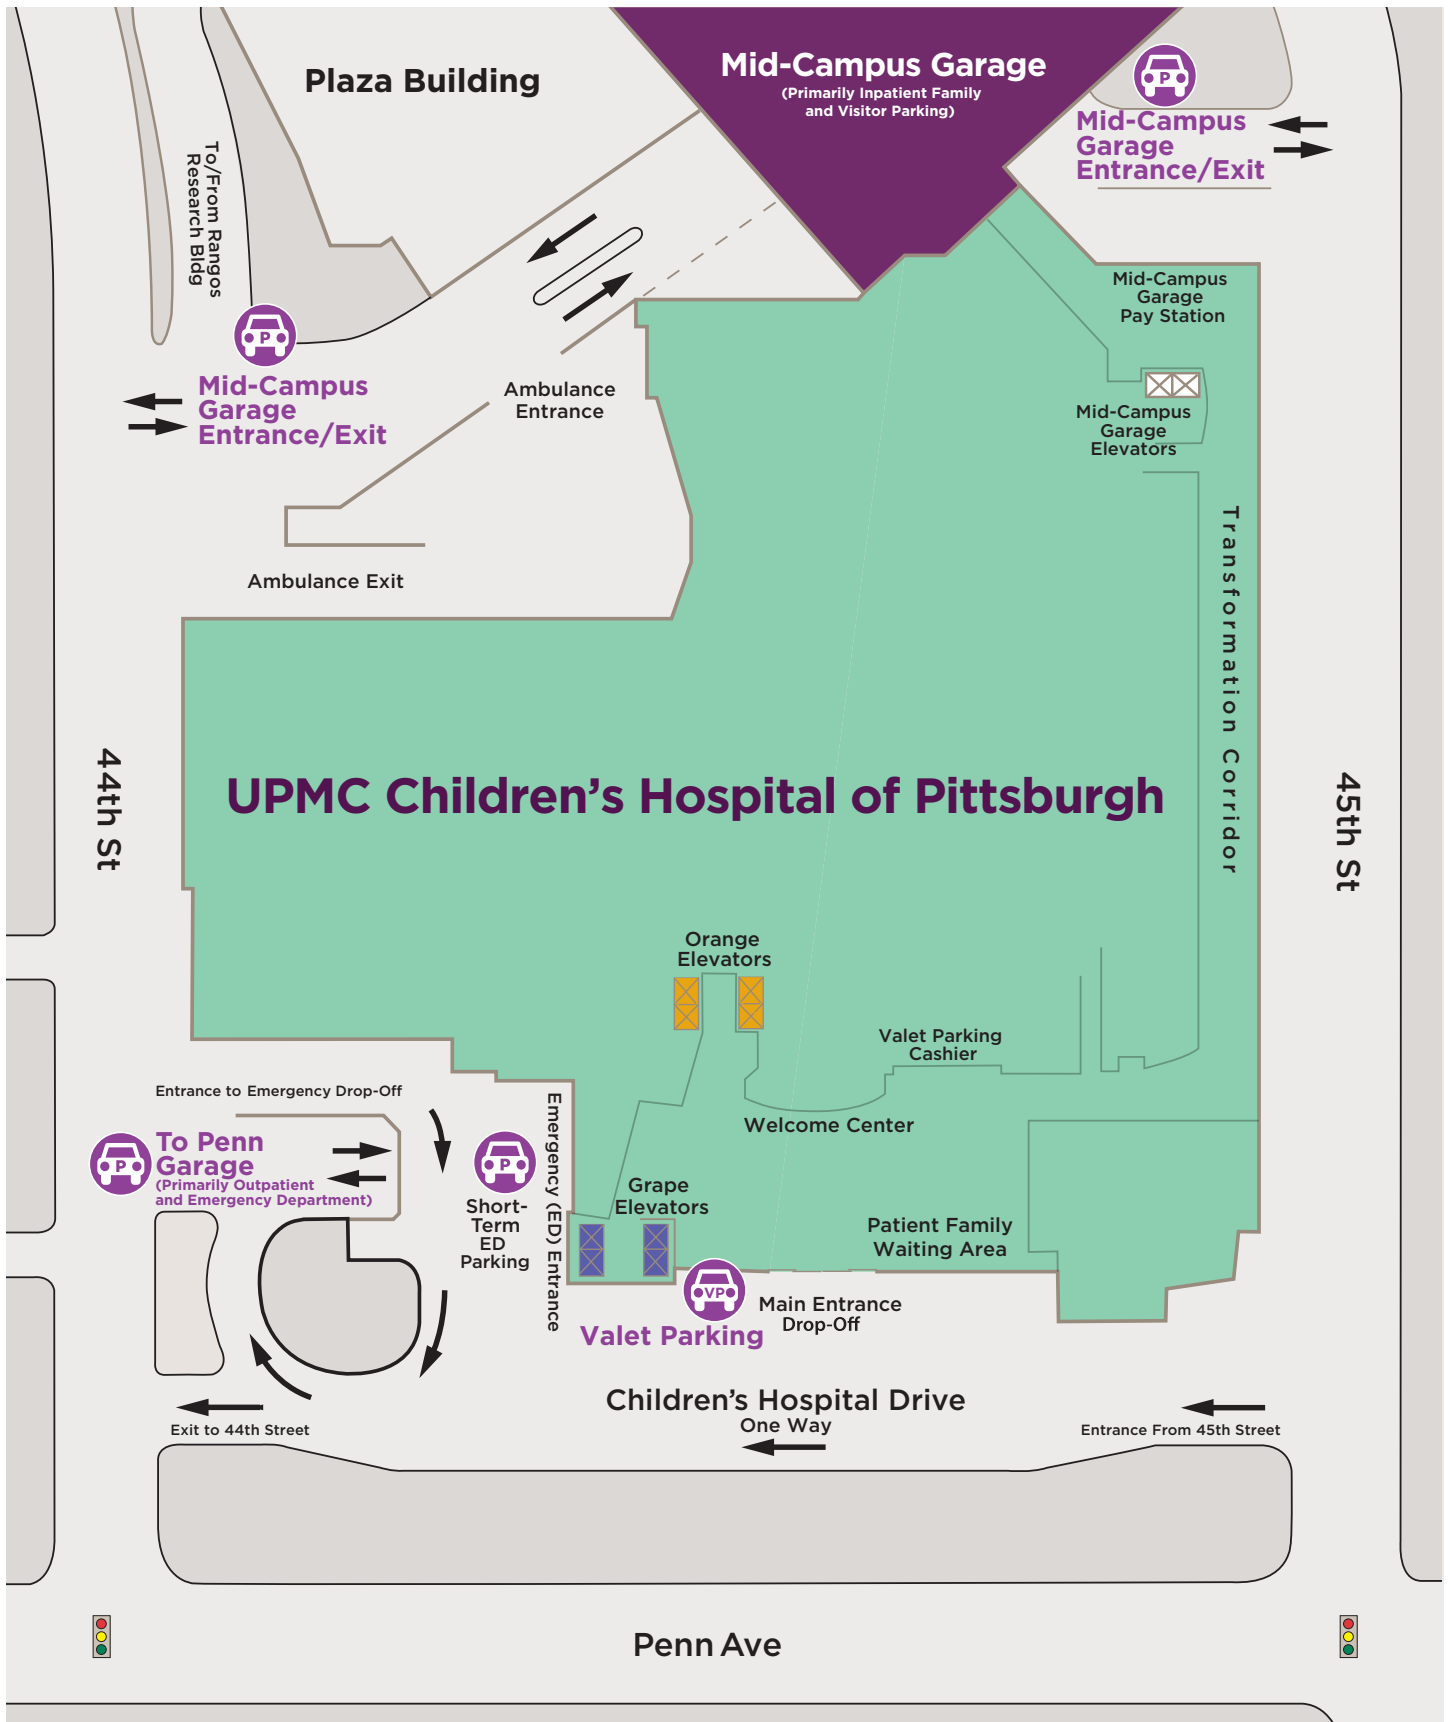 Plaza Building
Mid-Campus Garage
(Primarily Inpatient Family
and Visitor Parking)
P
Mid-Campus
Garage
Entrance/Exit
To/From Rangos
Research Bldg
P
Mid-Campus
Garage
Entrance/Exit
Ambulance
Entrance
Ambulance Exit
Mid-Campus
Garage
Pay Station
Mid-Campus
Garage
Elevators
Transformation Corridor
44th St
UPMC Children’s Hospital of Pittsburgh
45th St
Orange
Elevators
Valet Parking
Cashier
Welcome Center
Entrance to Emergency Drop-Off
P
To Penn
Garage
(Primarily Outpatient
and Emergency Department)
P
Short-
Term
ED
Parking
Emergency (ED) Entrance
Grape
Elevators
Patient Family
Waiting Area
VP
Valet Parking
Main Entrance
Drop-Off
Children’s Hospital Drive
One Way
Exit to 44th Street
Entrance From 45th Street
Penn Ave